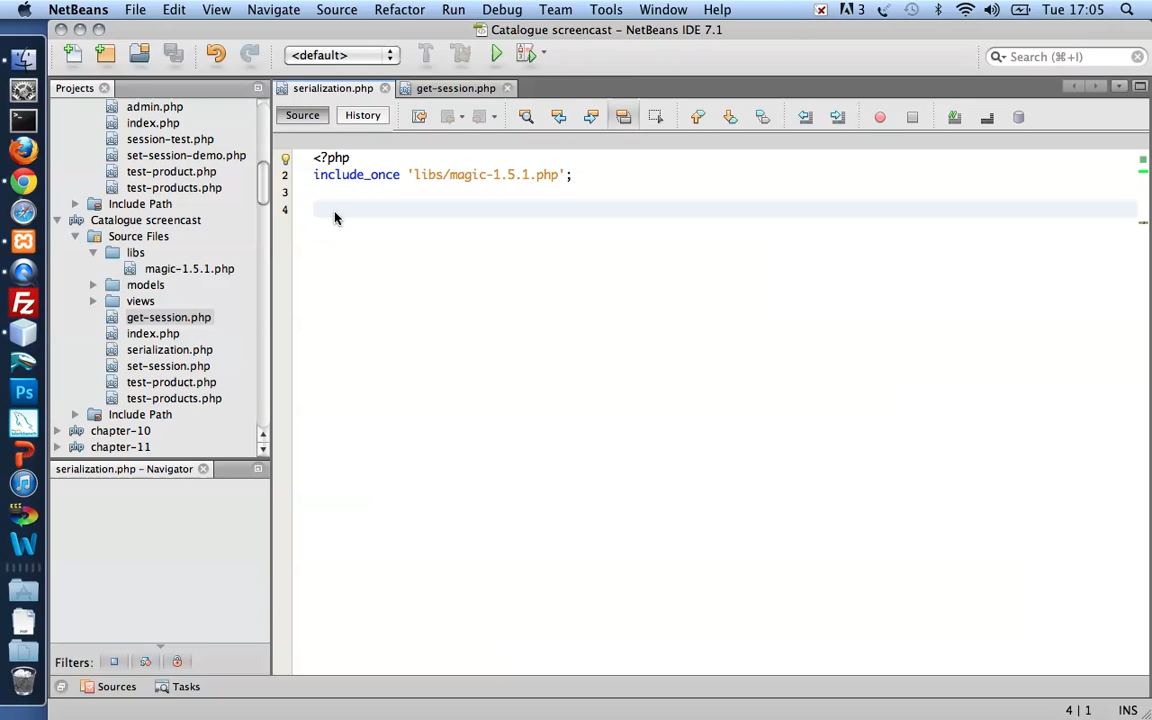 NetBeans File Edit View Navigate Source Refactor Run Debug Team Tools Window Help 3 Tue 17:05
Catalogue screencast - NetBeans IDE 7.1
<default> Search (⌘+I)
Projects serialization.php get-session.php
Source History
admin.php
index.php
session-test.php
set-session-demo.php
test-product.php
test-products.php
Include Path
Catalogue screencast
Source Files
libs
magic-1.5.1.php
models
views
get-session.php
index.php
serialization.php
set-session.php
test-product.php
test-products.php
Include Path
chapter-10
chapter-11
<?php
2 include_once 'libs/magic-1.5.1.php';
3
4
serialization.php - Navigator
Filters:
Sources Tasks
4 | 1 INS